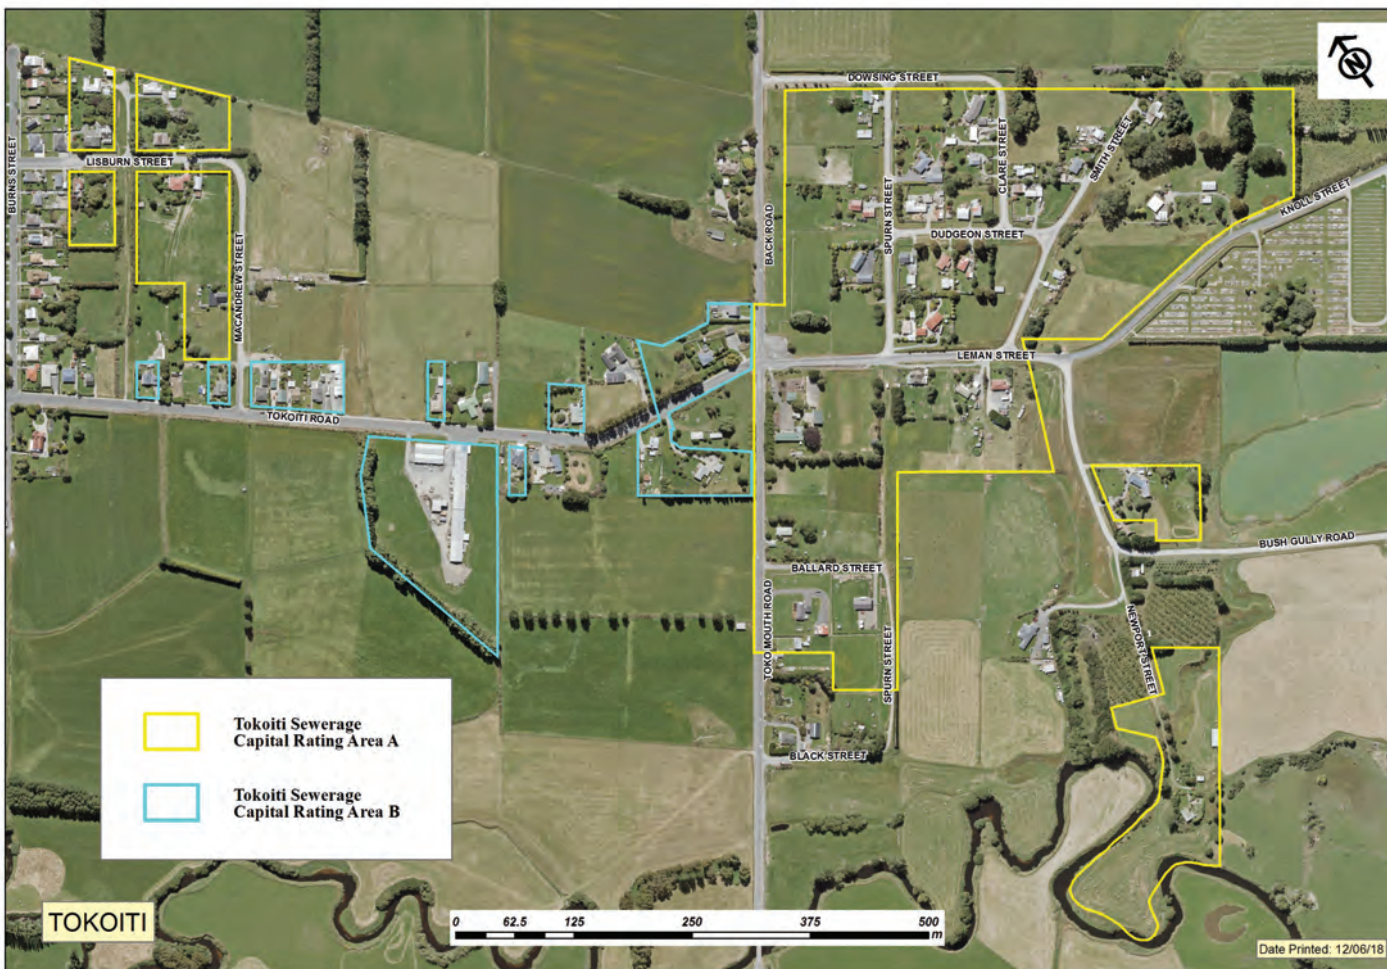 DOWSING STREET
N
BURNS STREET
LISBURN STREET
SMITH STREET
CLARE STREET
KNOLL STREET
SPURN STREET
BACK ROAD
DUDGEON STREET
MACANDREW STREET
LEMAN STREET
TOKOITI ROAD
BUSH GULLY ROAD
BALLARD STREET
TOKO MOUTH ROAD
SPURN STREET
NEWPORT STREET
BLACK STREET
Tokoiti Sewerage
Capital Rating Area A
Tokoiti Sewerage
Capital Rating Area B
TOKOITI
0 62.5 125 250 375 500
m
Date Printed: 12/06/18